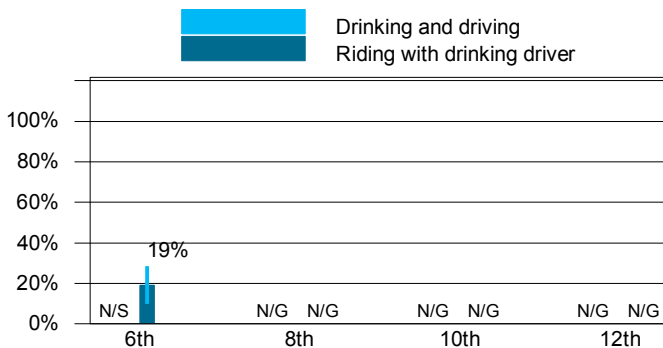 Drinking and driving
Riding with drinking driver
100%
80%
60%
40%
19%
20%
N/S N/G N/G N/G N/G N/G N/G
0%
6th 8th 10th 12th